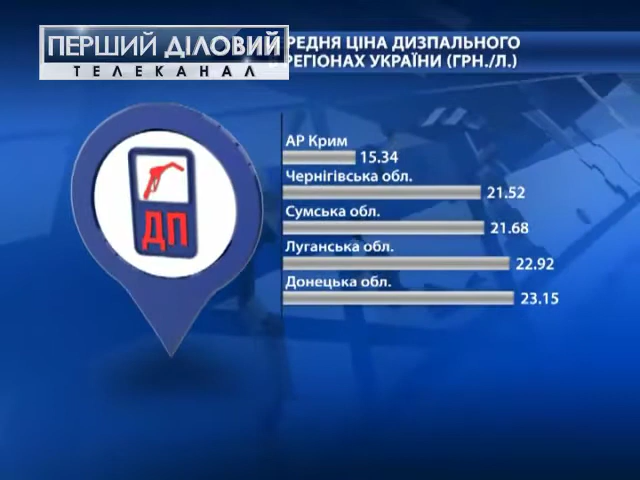 ПЕРШИЙ ДІЛОВИЙ
ТЕЛЕКАНАЛ
РЕДНЯ ЦІНА ДИЗПАЛЬНОГО
РЕГІОНАХ УКРАЇНИ (ГРН./Л.)
ДП
АР Крим
15.34
Чернігівська обл.
21.52
Сумська обл.
21.68
Луганська обл.
22.92
Донецька обл.
23.15